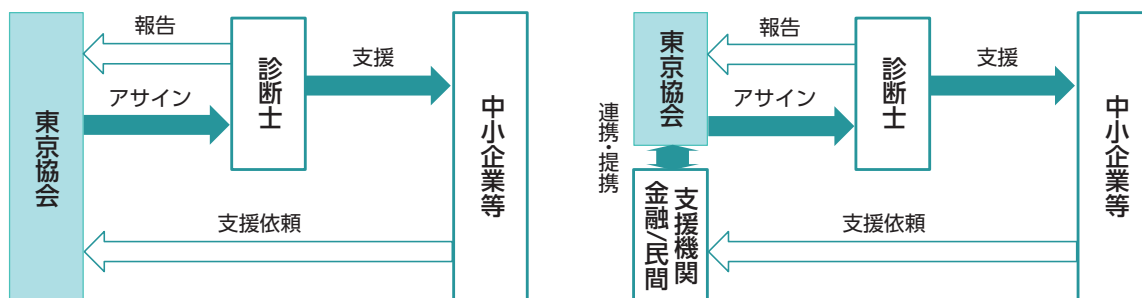 報告
アサイン
東京協会
診断士
支援
中小企業等
支援依頼
報告
アサイン
東京協会
診断士
支援
中小企業等
連携・提携
支援機関
金融/民間
支援依頼